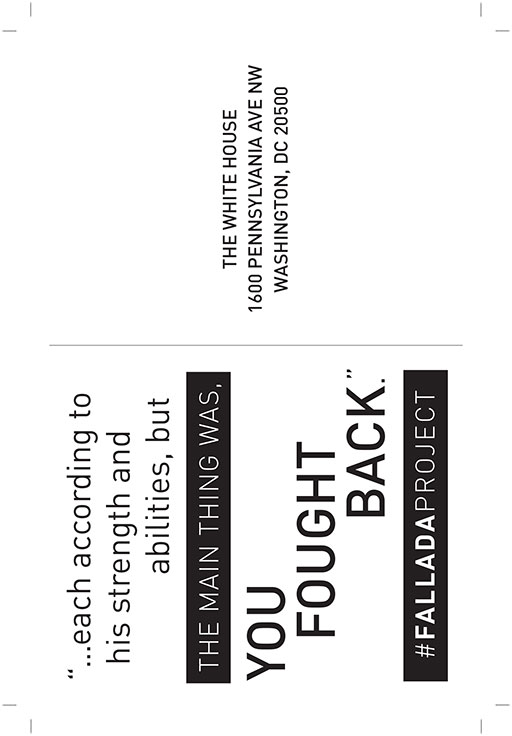 “...each according to
his strength and
abilities, but
THE MAIN THING WAS,
YOU
FOUGHT
BACK.”
#FALLADAPROJECT
THE WHITE HOUSE
1600 PENNSYLVANIA AVE NW
WASHINGTON, DC 20500